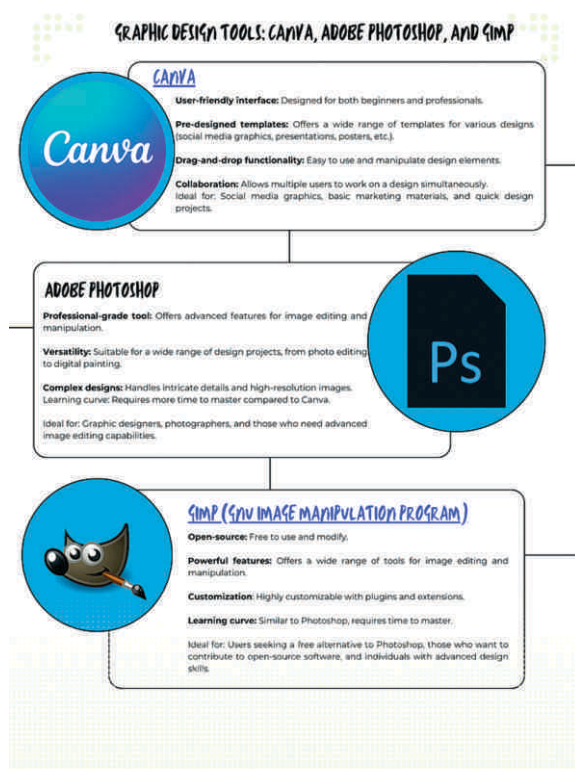 GRAPHIC DESIGN TOOLS: CANVA, ADOBE PHOTOSHOP, AND GIMP
CANVA
Canva
User-friendly interface: Designed for both beginners and professionals.
Pre-designed templates: Offers a wide range of templates for various designs
(social media graphics, presentations, posters, etc.).
Drag-and-drop functionality: Easy to use and manipulate design elements.
Collaboration: Allows multiple users to work on a design simultaneously.
Ideal for: Social media graphics, basic marketing materials, and quick design
projects.
ADOBE PHOTOSHOP
Professional-grade tool: Offers advanced features for image editing and
manipulation.
Versatility: Suitable for a wide range of design projects, from photo editing
to digital painting.
Complex designs: Handles intricate details and high-resolution images.
Learning curve: Requires more time to master compared to Canva.
Ideal for: Graphic designers, photographers, and those who need advanced
image editing capabilities.
Ps
GIMP (GNU IMAGE MANIPULATION PROGRAM)
Open-source: Free to use and modify.
Powerful features: Offers a wide range of tools for image editing and
manipulation.
Customization: Highly customizable with plugins and extensions.
Learning curve: Similar to Photoshop, requires time to master.
Ideal for: Users seeking a free alternative to Photoshop, those who want to
contribute to open-source software, and individuals with advanced design
skills.